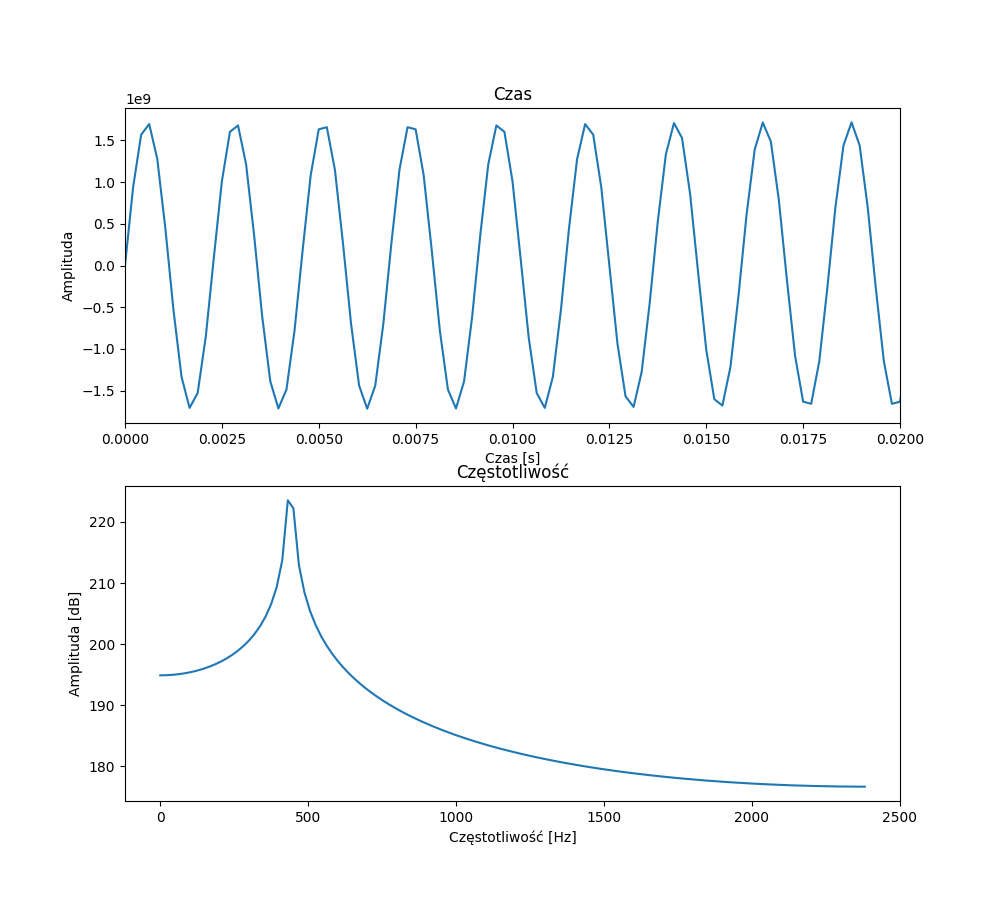 Czas
1e9
1.5
1.0
0.5
0.0
−0.5
−1.0
−1.5
Amplituda
0.0000 0.0025 0.0050 0.0075 0.0100 0.0125 0.0150 0.0175 0.0200
Czas [s]
Częstotliwość
220
210
200
190
180
Amplituda [dB]
0 500 1000 1500 2000 2500
Częstotliwość [Hz]